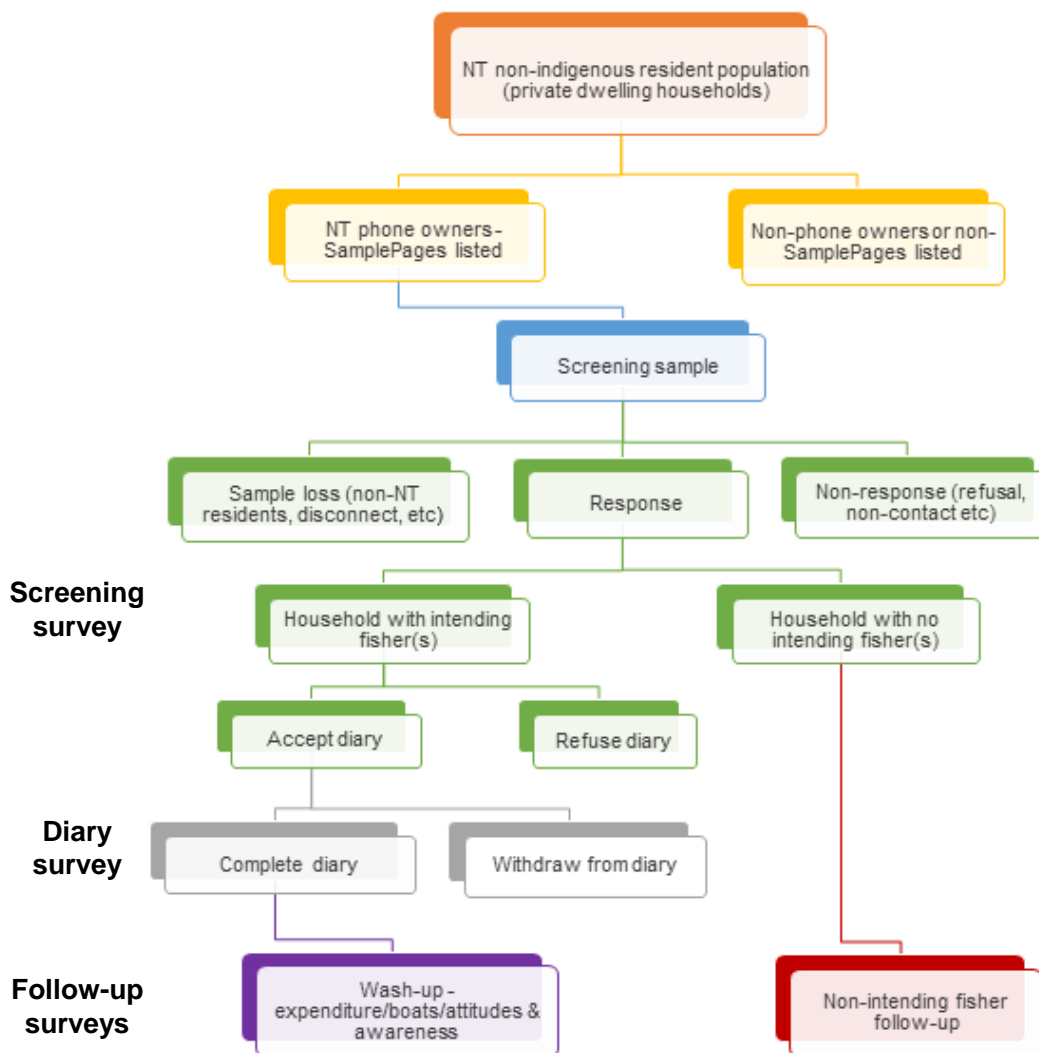 NT non-indigenous resident population
(private dwelling households)
NT phone owners-
SamplePages listed
Non-phone owners or non-
SamplePages listed
Screening sample
Sample loss (non-NT
residents, disconnect, etc)
Response
Non-response (refusal,
non-contact etc)
Screening
survey
Household with intending
fisher(s)
Household with no
intending fisher(s)
Accept diary
Refuse diary
Diary
survey
Complete diary
Withdraw from diary
Follow-up
surveys
Wash-up -
expenditure/boats/attitudes &
awareness
Non-intending fisher
follow-up